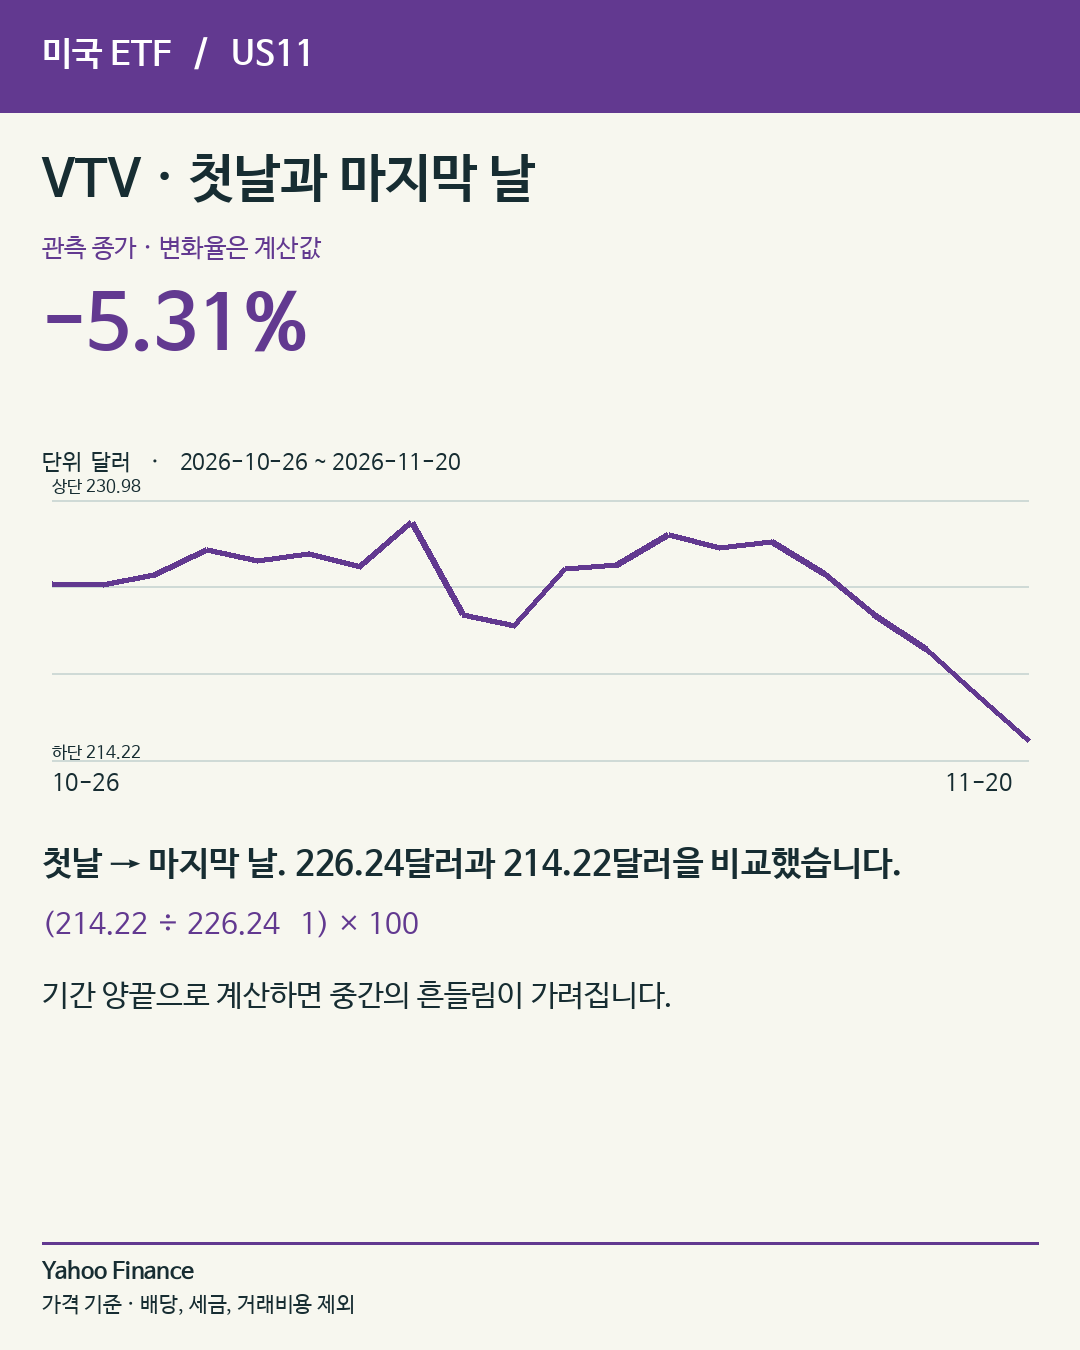 미국 ETF / US11
VTV · 첫날과 마지막 날
관측 종가 · 변화율은 계산값
-5.31%
단위 달러 · 2026-10-26 ~ 2026-11-20
상단 230.98
하단 214.22
10-26 11-20
첫날 → 마지막 날. 226.24달러과 214.22달러을 비교했습니다.
(214.22 ÷ 226.24 1) × 100
기간 양끝으로 계산하면 중간의 흔들림이 가려집니다.
Yahoo Finance
가격 기준 · 배당, 세금, 거래비용 제외